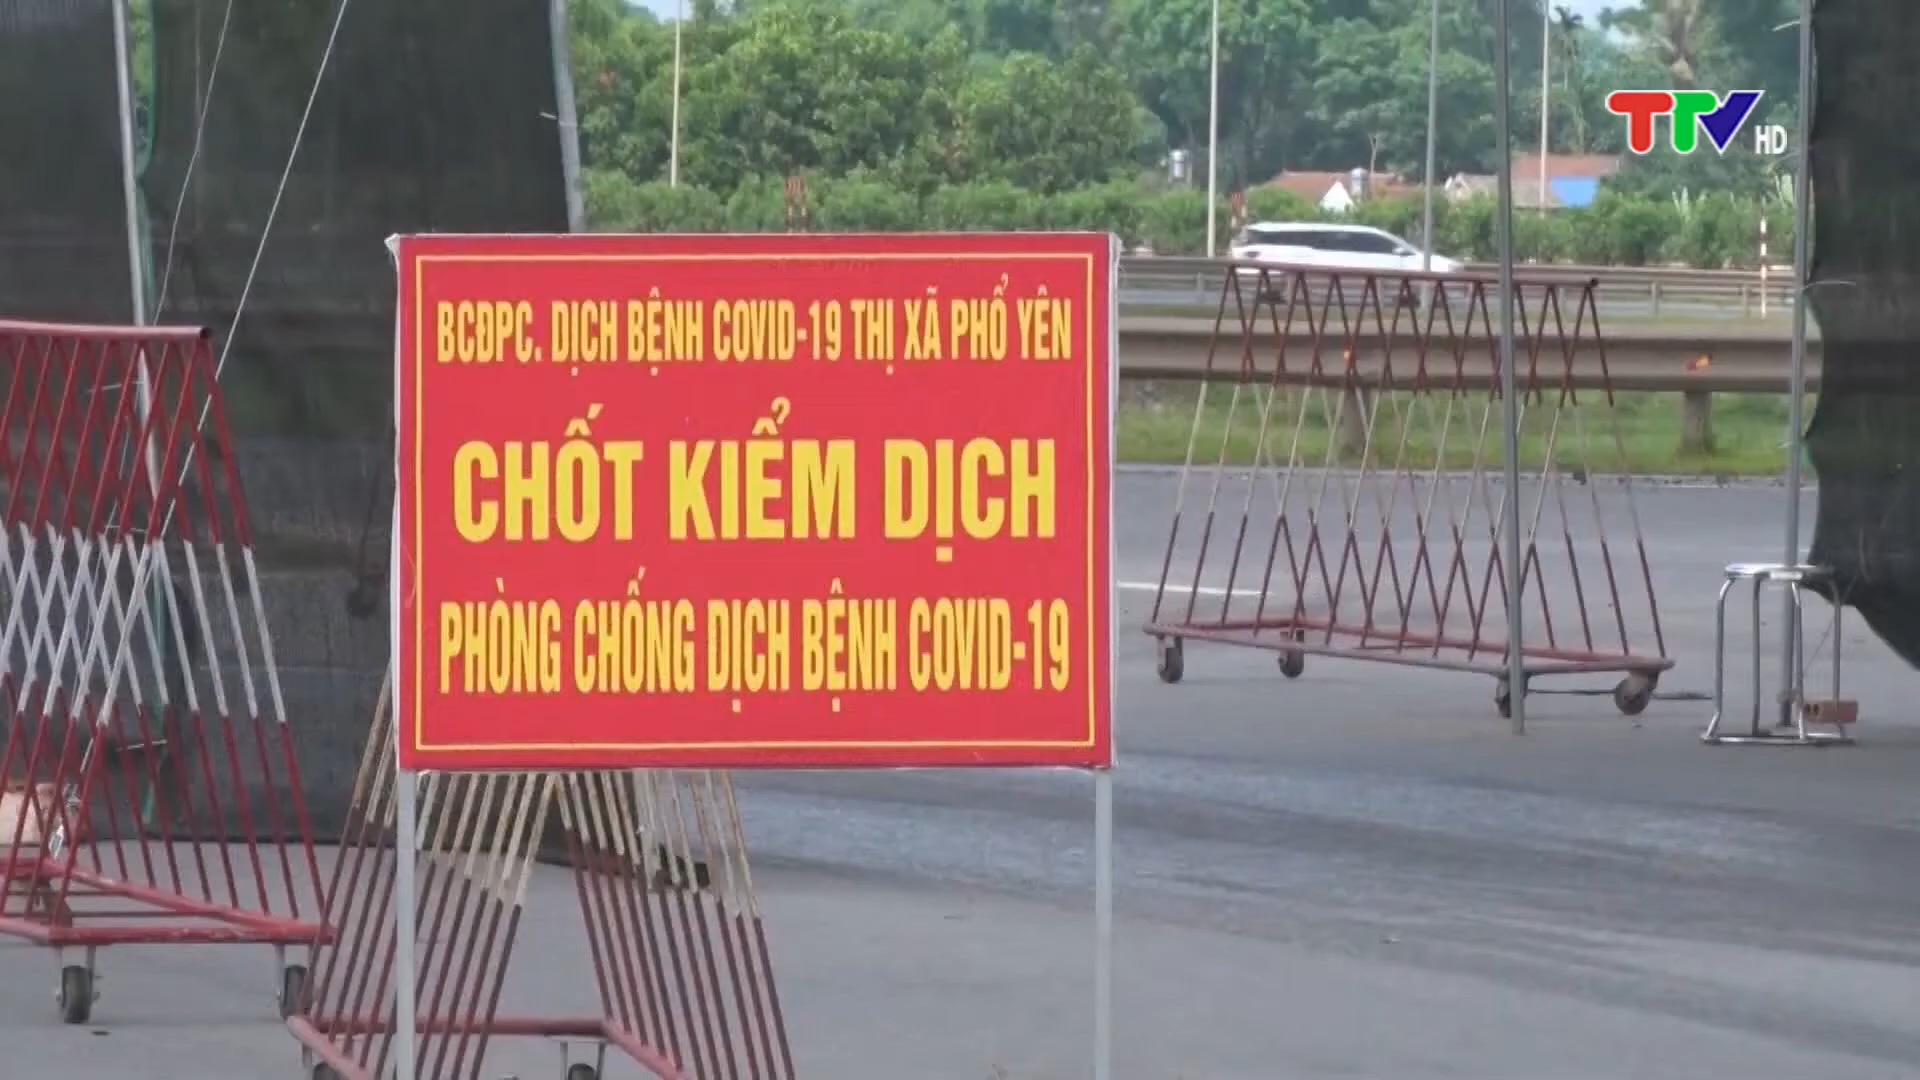 TTV HD
BCĐPC. DỊCH BỆNH COVID-19 THỊ XÃ PHỔ YÊN
CHỐT KIỂM DỊCH
PHÒNG CHỐNG DỊCH BỆNH COVID-19